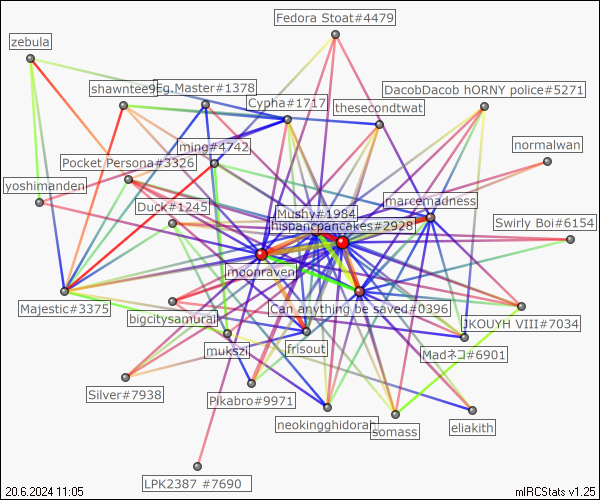 Fedora Stoat#4479
zebula
shawntee9
Eg.Master#1378
DacobDacob hORNY police#5271
Cypha#1717
thesecondtwat
ming#4742
normalwan
Pocket Persona#3326
yoshimanden
marcemadness
Duck#1245
Mushy#1984
hispancpancakes#2928
Swirly Boi#6154
moonraven
Majestic#3375
Can anything be saved#0396
bigcitysamurai
JKOUYH VIII#7034
mukszi
frisout
Madネコ#6901
Silver#7938
Pikabro#9971
neokingghidorah
somass
eliakith
LPK2387 #7690
20.6.2024 11:05
mIRCStats v1.25